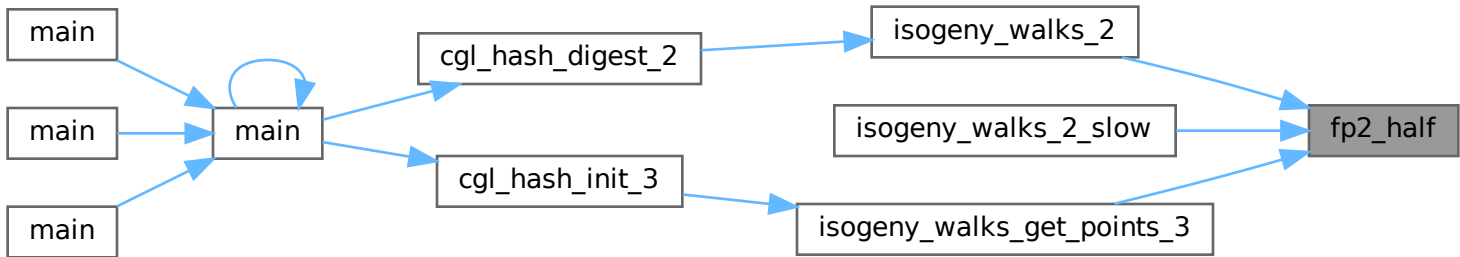 main
main
main
main
cgl_hash_digest_2
cgl_hash_init_3
isogeny_walks_2
isogeny_walks_2_slow
isogeny_walks_get_points_3
fp2_half